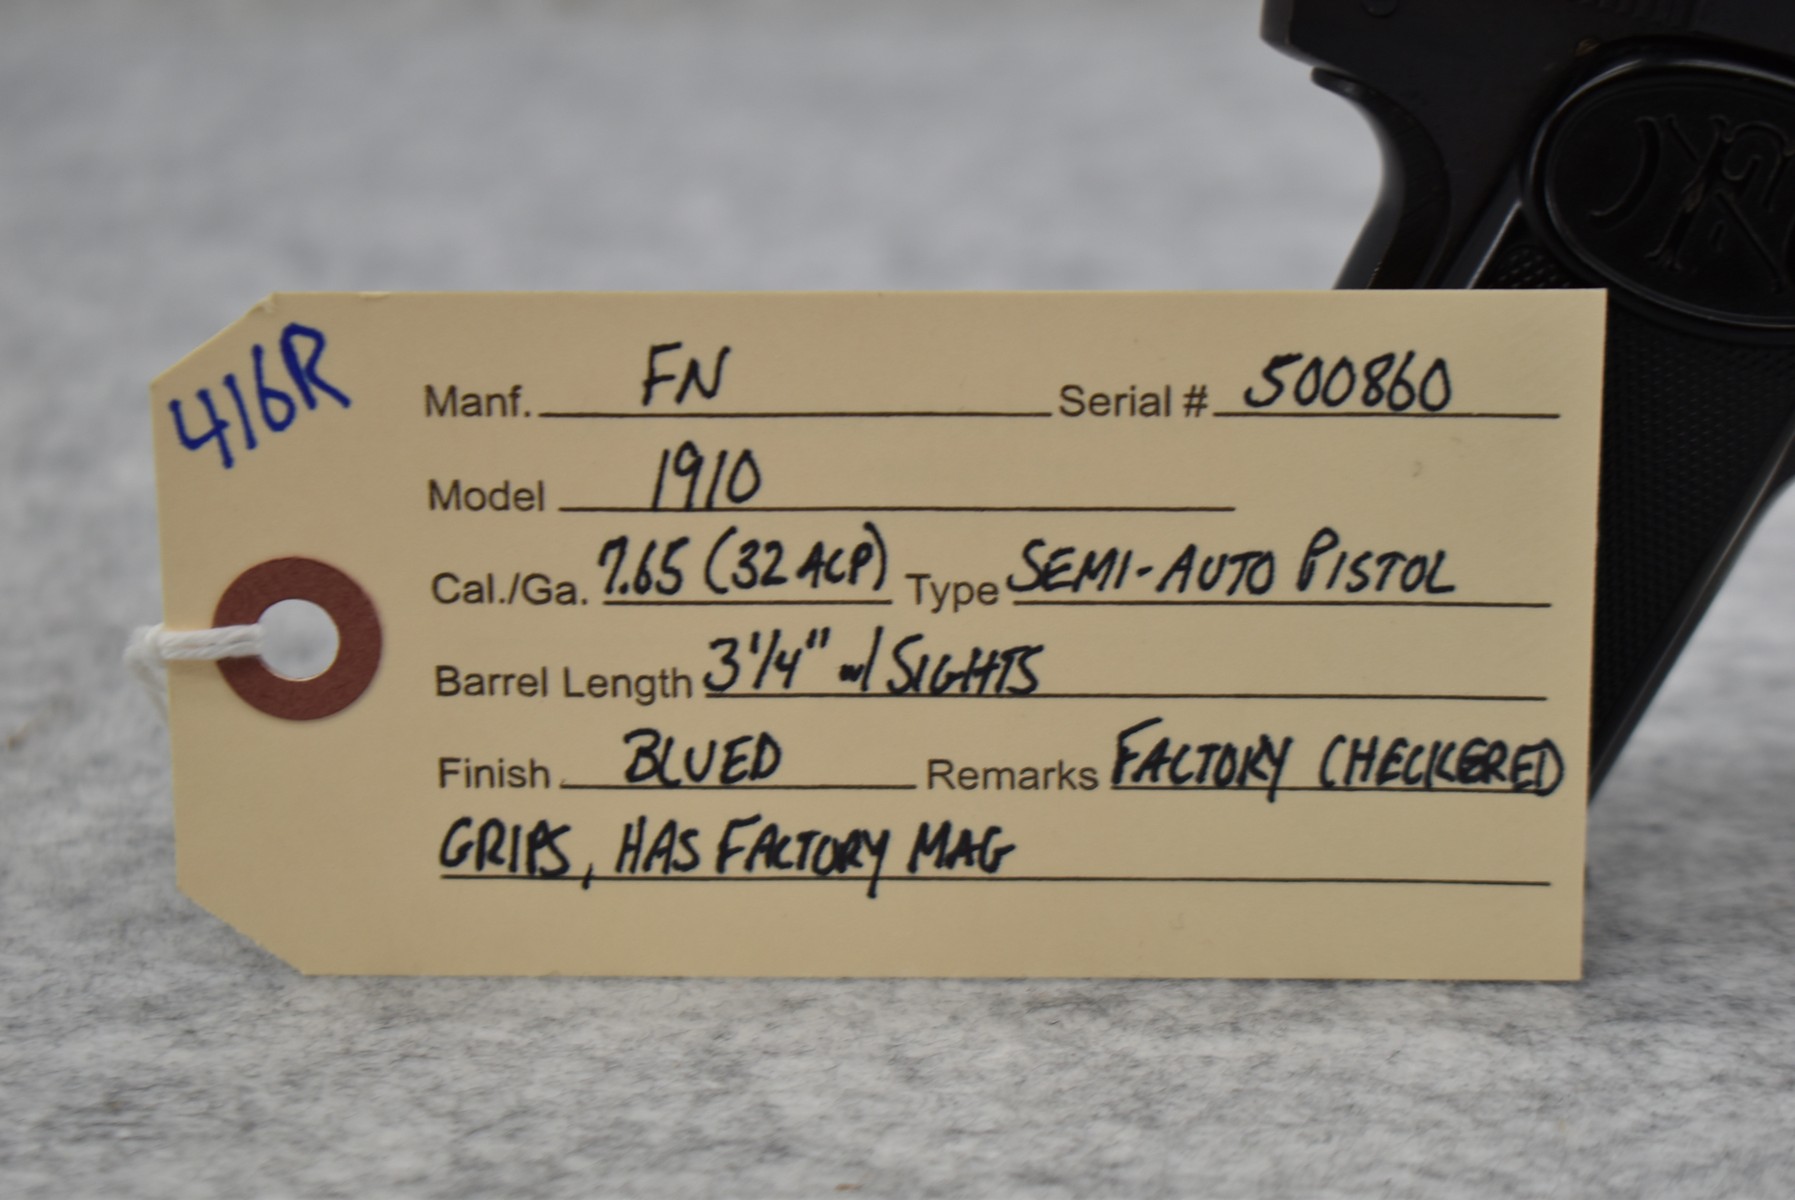 416R
Manf. FN Serial # 500860
Model 1910
Cal./Ga. 7.65 (32 ACP) Type SEMI-AUTO PISTOL
Barrel Length 3 1/4" w/ SIGHTS
Finish BLUED Remarks FACTORY CHECKERED
GRIPS, HAS FACTORY MAG
FN